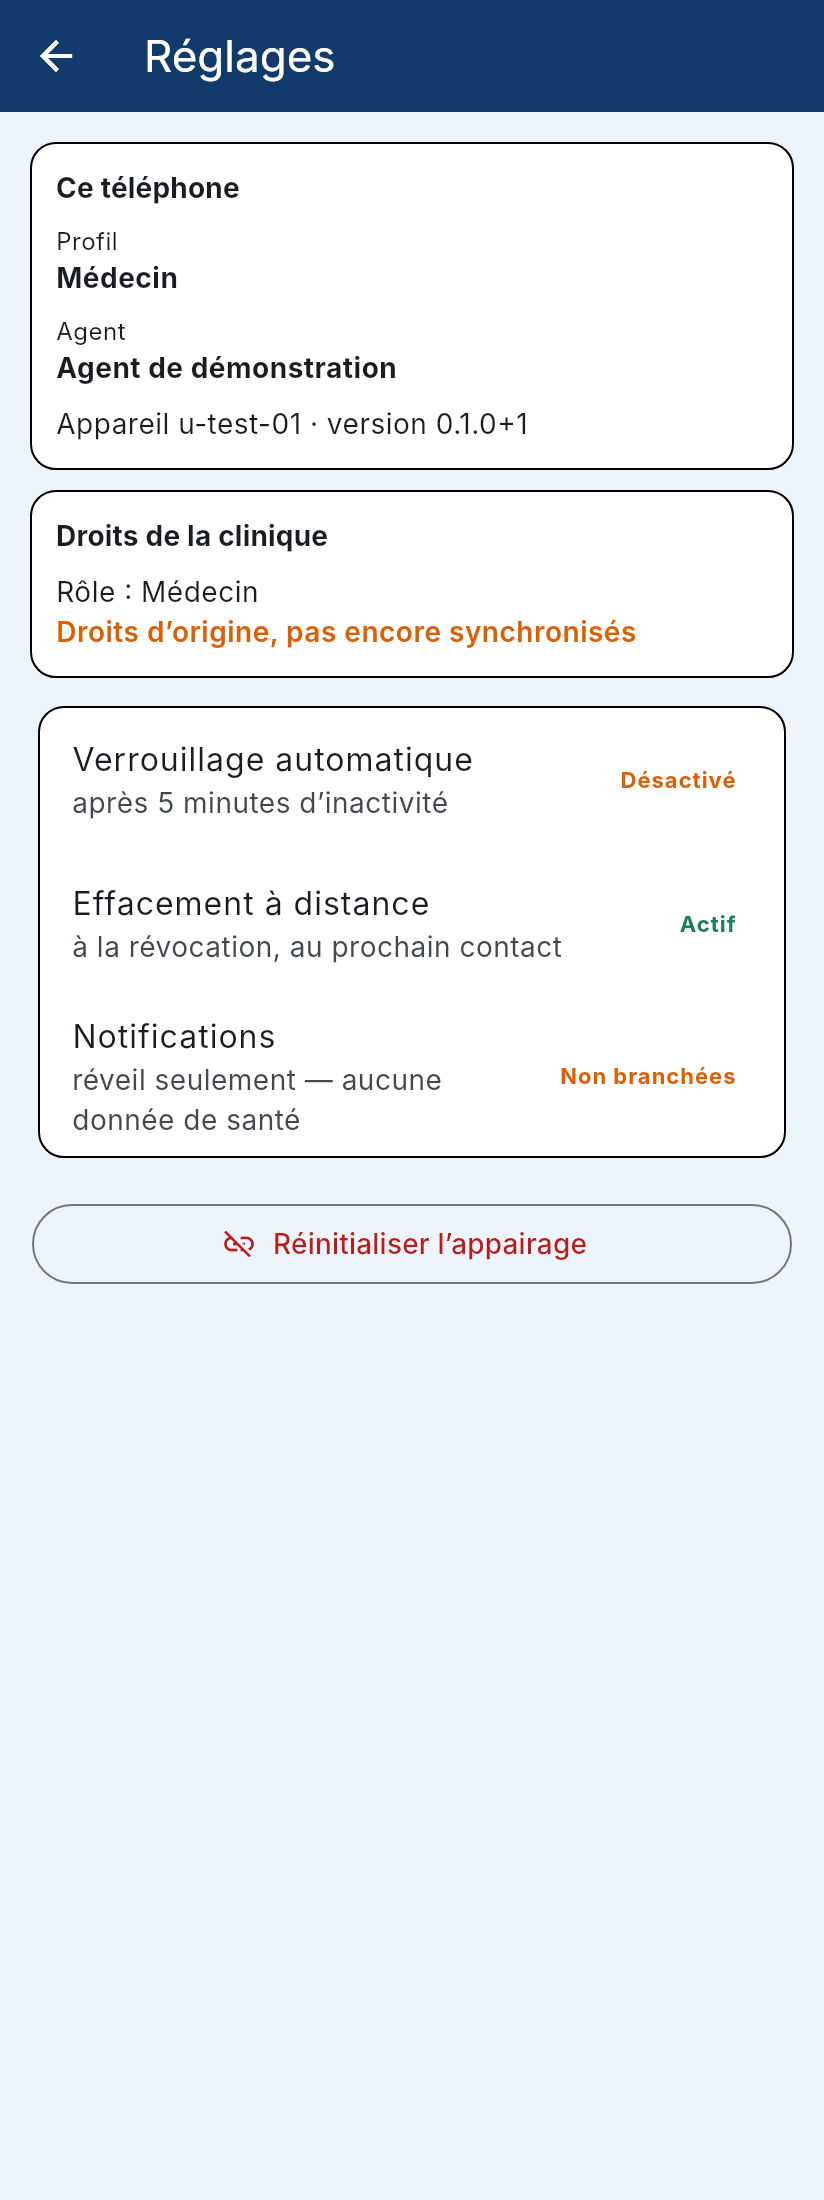 Réglages
Ce téléphone
Profil
Médecin
Agent
Agent de démonstration
Appareil u-test-01 · version 0.1.0+1
Droits de la clinique
Rôle : Médecin
Droits d’origine, pas encore synchronisés
Verrouillage automatique
après 5 minutes d’inactivité
Désactivé
Effacement à distance
à la révocation, au prochain contact
Actif
Notifications
réveil seulement — aucune
donnée de santé
Non branchées
Réinitialiser l’appairage